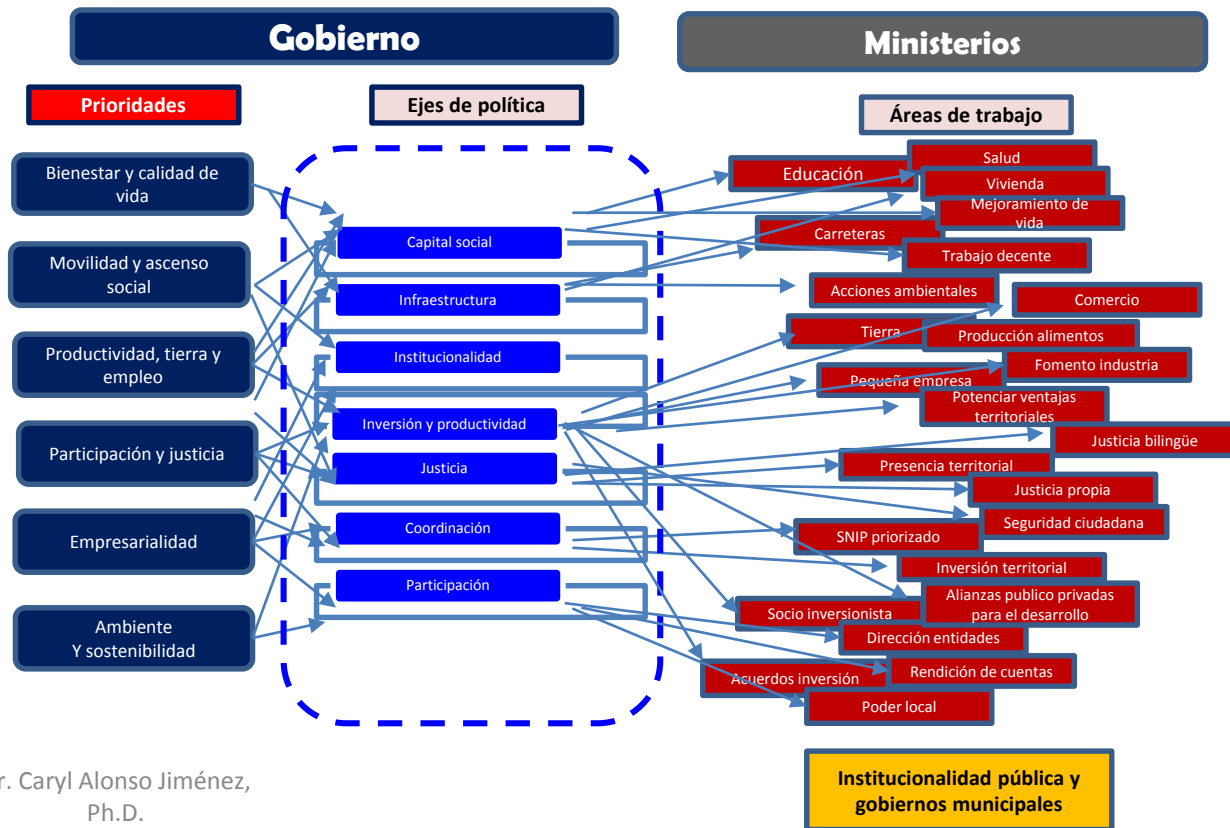 Gobierno
Ministerios
Prioridades
Ejes de política
Áreas de trabajo
Bienestar y calidad de
vida
Movilidad y ascenso
social
Productividad, tierra y
empleo
Participación y justicia
Empresarialidad
Ambiente
Y sostenibilidad
Capital social
Infraestructura
Institucionalidad
Inversión y productividad
Justicia
Coordinación
Participación
Salud
Educación
Vivienda
Mejoramiento de
vida
Carreteras
Trabajo decente
Acciones ambientales
Comercio
Tierra
Producción alimentos
Fomento industria
Pequeña empresa
Potenciar ventajas
territoriales
Justicia bilingüe
Presencia territorial
Justicia propia
Seguridad ciudadana
SNIP priorizado
Inversión territorial
Alianzas publico privadas
para el desarrollo
Socio inversionista
Dirección entidades
Rendición de cuentas
Acuerdos inversión
Poder local
Institucionalidad pública y
gobiernos municipales
r. Caryl Alonso Jiménez,
Ph.D.